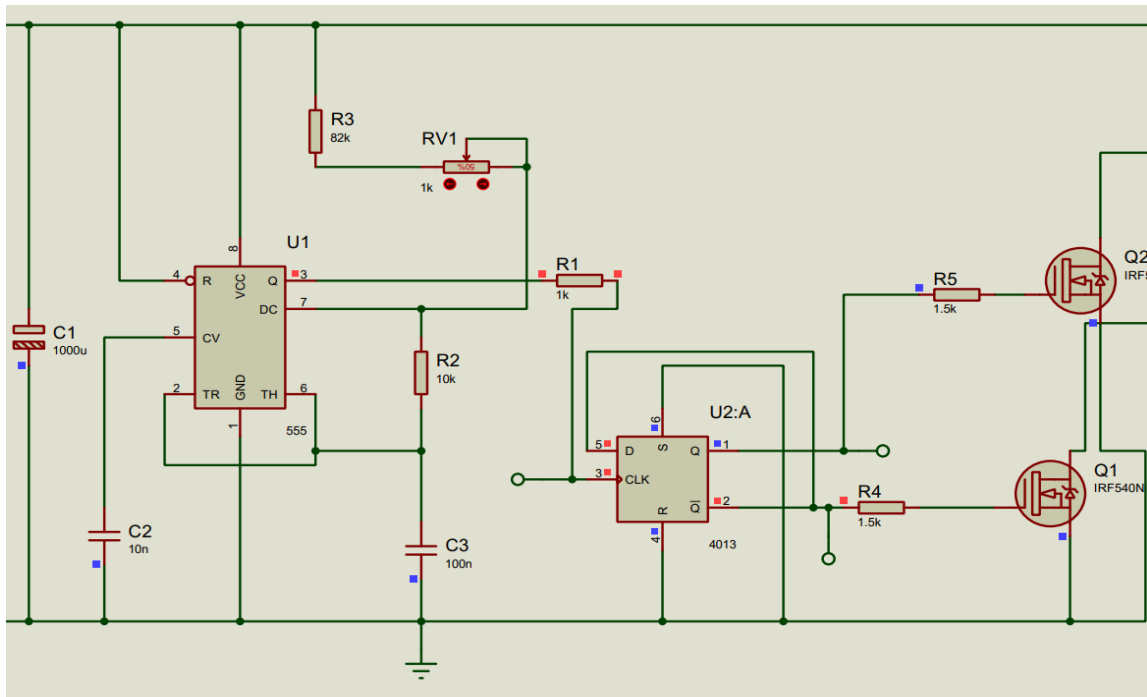 R3
82k
RV1
50%
1k
U1
8
4
R
VCC
Q
3
DC
7
5
CV
2
TR
GND
TH
6
1
555
C1
1000u
R1
1k
R2
10k
C2
10n
C3
100n
U2:A
6
5
D
S
Q
1
3
CLK
2
R
Q
4
4013
R5
1.5k
R4
1.5k
Q2
IRF5
Q1
IRF540N